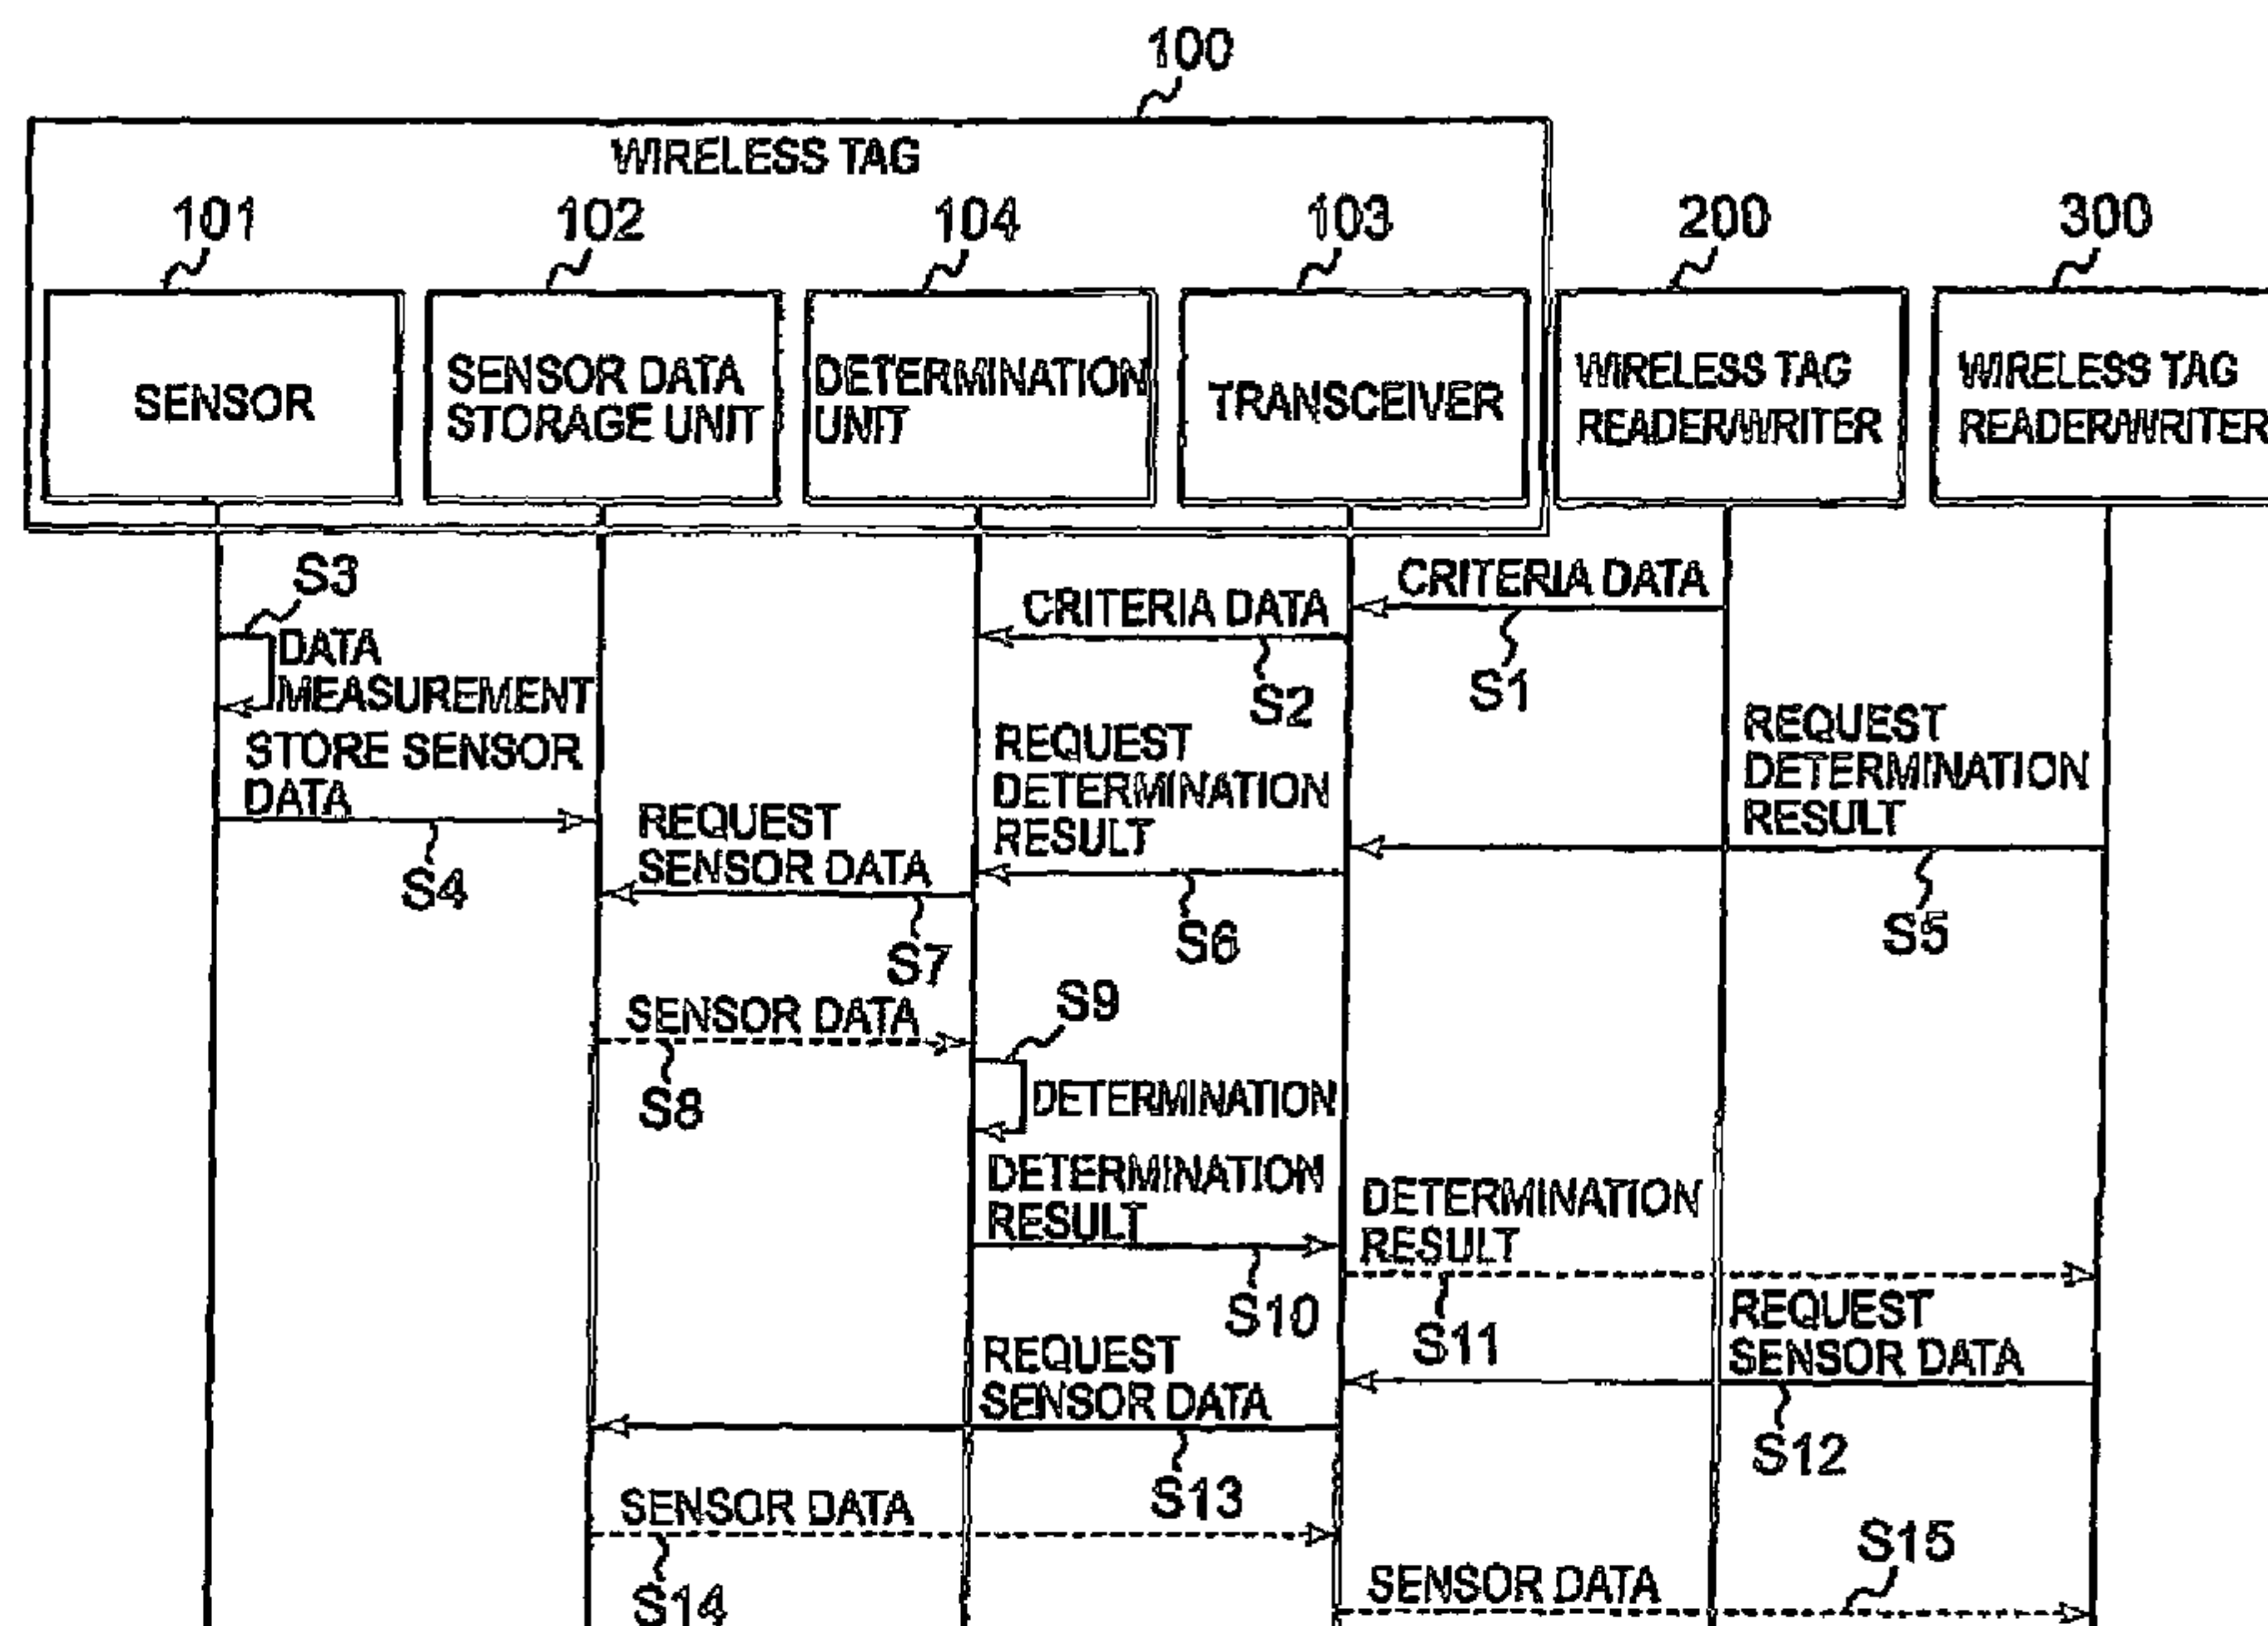 100
WIRELESS TAG
101
102
104
103
200
300
SENSOR
SENSOR DATA
STORAGE UNIT
DETERMINATION
UNIT
TRANSCEIVER
WIRELESS TAG
READER/WRITER
WIRELESS TAG
READER/WRITER
S3
DATA
MEASUREMENT
CRITERIA DATA
S1
CRITERIA DATA
S2
STORE SENSOR
DATA
S4
REQUEST
DETERMINATION
RESULT
S5
REQUEST
DETERMINATION
RESULT
S6
REQUEST
SENSOR DATA
S7
SENSOR DATA
S8
S9
DETERMINATION
DETERMINATION
RESULT
S10
DETERMINATION
RESULT
S11
REQUEST
SENSOR DATA
S12
REQUEST
SENSOR DATA
S13
SENSOR DATA
S14
SENSOR DATA
S15